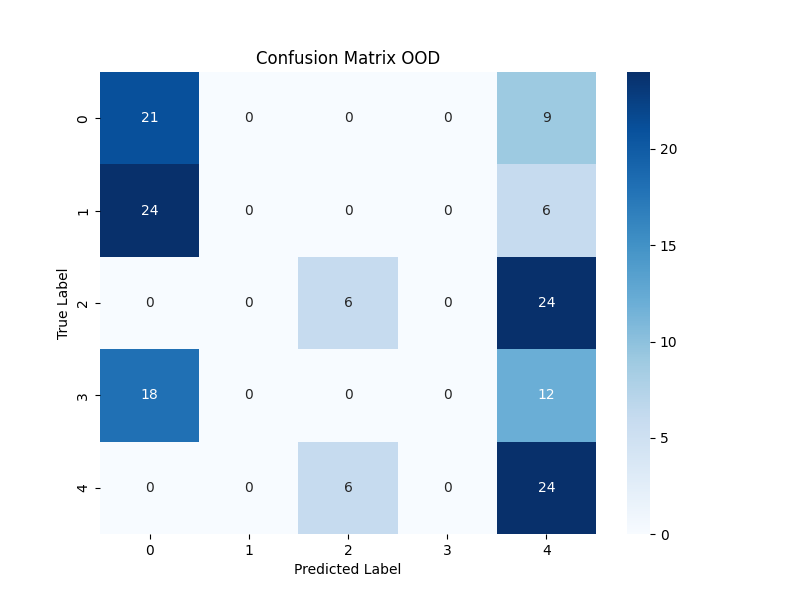 Confusion Matrix OOD
True Label
0 21 0 0 0 9
1 24 0 0 0 6
2 0 0 6 0 24
3 18 0 0 0 12
4 0 0 6 0 24
0 1 2 3 4
Predicted Label
20
15
10
5
0